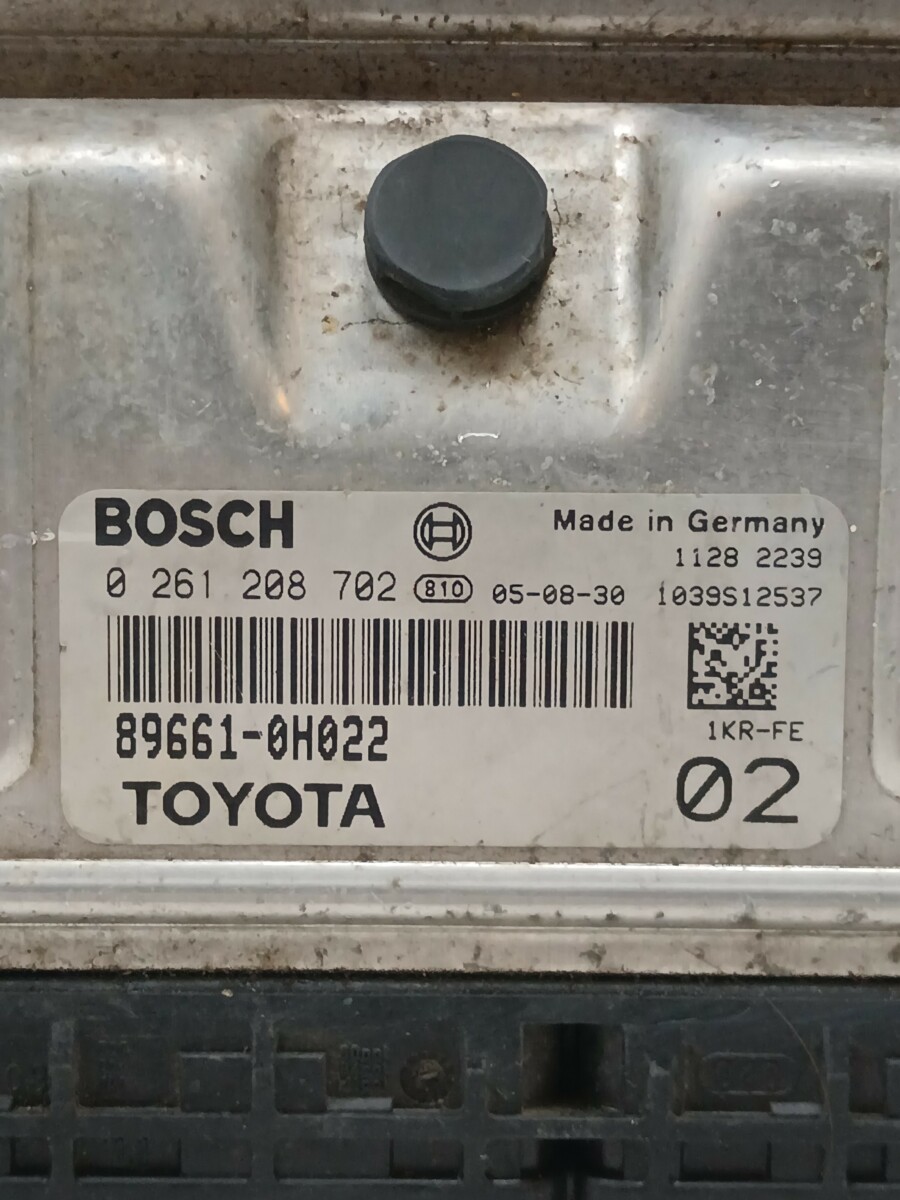 BOSCH
Made in Germany
1128 2239
0 261 208 702 810 05-08-30 1039S12537
89661-0H022
1KR-FE
TOYOTA
02